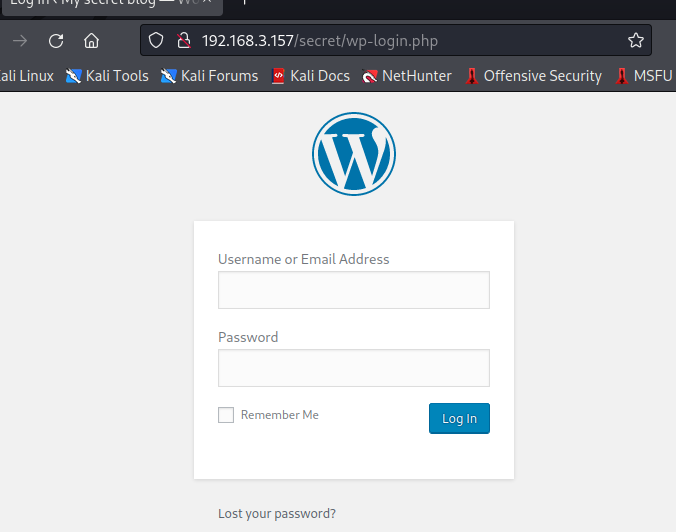 Log In ‹ My secret blog — Wo
192.168.3.157/secret/wp-login.php
Kali Linux Kali Tools Kali Forums Kali Docs NetHunter Offensive Security MSFU
Username or Email Address
Password
Remember Me Log In
Lost your password?